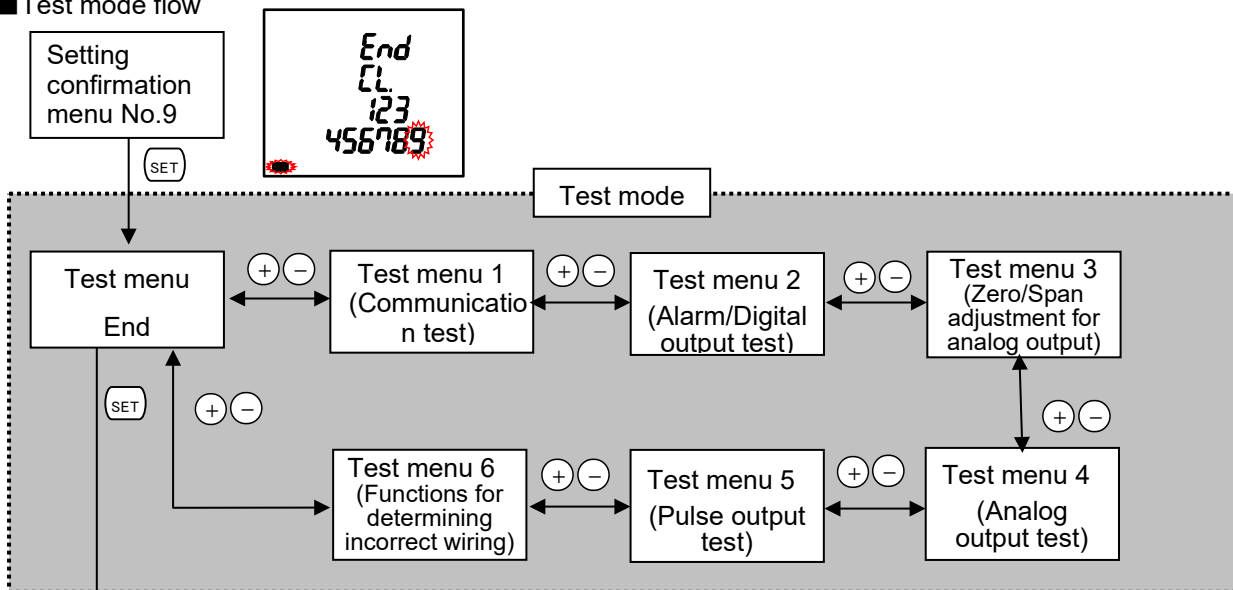 ■Test mode flow
Setting
confirmation
menu No.9
End
CL.
123
456789
SET
Test mode
Test menu
End
+ −
Test menu 1
(Communicatio
n test)
+ −
Test menu 2
(Alarm/Digital
output test)
+ −
Test menu 3
(Zero/Span
adjustment for
analog output)
SET
+ −
+ −
Test menu 6
(Functions for
determining
incorrect wiring)
+ −
Test menu 5
(Pulse output
test)
+ −
Test menu 4
(Analog
output test)